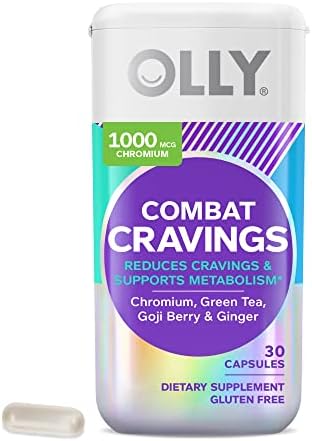 OLLY®
1000 MCG
CHROMIUM
COMBAT
CRAVINGS
REDUCES CRAVINGS &
SUPPORTS METABOLISM*
Chromium, Green Tea,
Goji Berry & Ginger
30
CAPSULES
DIETARY SUPPLEMENT
GLUTEN FREE